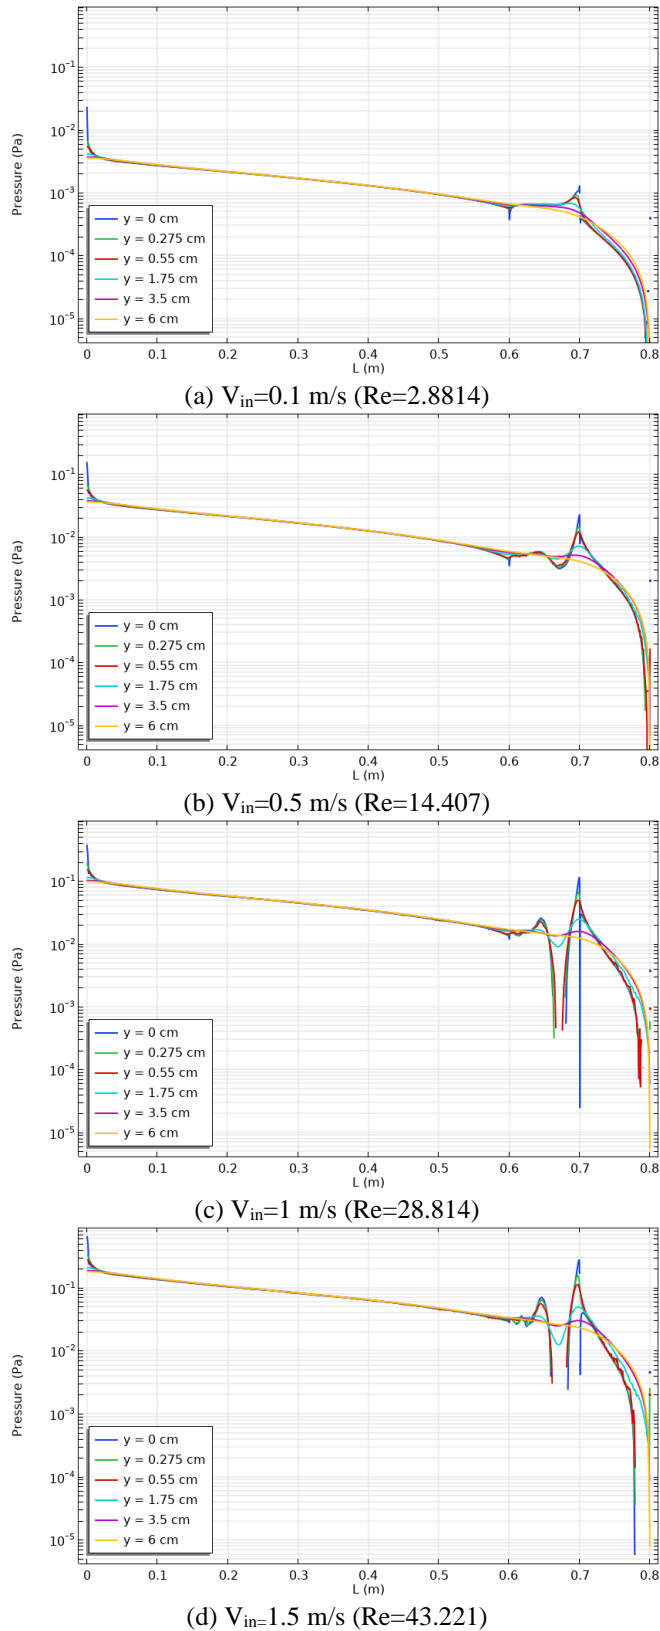 Pressure (Pa)
10⁻¹
10⁻²
10⁻³
10⁻⁴
10⁻⁵
y = 0 cm
y = 0.275 cm
y = 0.55 cm
y = 1.75 cm
y = 3.5 cm
y = 6 cm
0 0.1 0.2 0.3 0.4 0.5 0.6 0.7 0.8
L (m)
(a) Vin=0.1 m/s (Re=2.8814)
Pressure (Pa)
10⁻¹
10⁻²
10⁻³
10⁻⁴
10⁻⁵
y = 0 cm
y = 0.275 cm
y = 0.55 cm
y = 1.75 cm
y = 3.5 cm
y = 6 cm
0 0.1 0.2 0.3 0.4 0.5 0.6 0.7 0.8
L (m)
(b) Vin=0.5 m/s (Re=14.407)
Pressure (Pa)
10⁻¹
10⁻²
10⁻³
10⁻⁴
10⁻⁵
y = 0 cm
y = 0.275 cm
y = 0.55 cm
y = 1.75 cm
y = 3.5 cm
y = 6 cm
0 0.1 0.2 0.3 0.4 0.5 0.6 0.7 0.8
L (m)
(c) Vin=1 m/s (Re=28.814)
Pressure (Pa)
10⁻¹
10⁻²
10⁻³
10⁻⁴
10⁻⁵
y = 0 cm
y = 0.275 cm
y = 0.55 cm
y = 1.75 cm
y = 3.5 cm
y = 6 cm
0 0.1 0.2 0.3 0.4 0.5 0.6 0.7 0.8
L (m)
(d) Vin=1.5 m/s (Re=43.221)